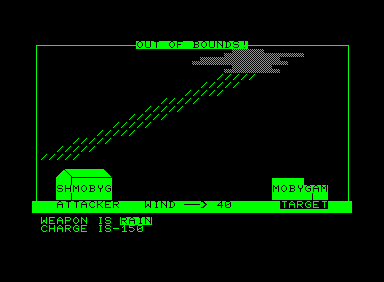 OUT OF BOUNDS!
SHMOBYG MOBYGAM
ATTACKER WIND --> 40 TARGET
WEAPON IS RAIN
CHARGE IS-150